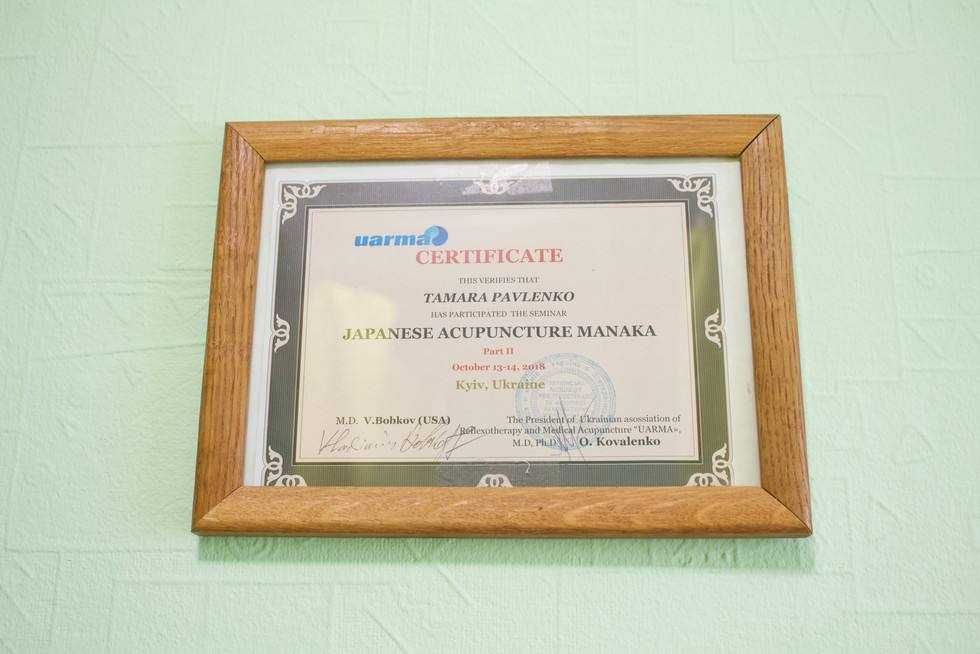 uarma
CERTIFICATE
THIS VERIFIES THAT
TAMARA PAVLENKO
HAS PARTICIPATED THE SEMINAR
JAPANESE ACUPUNCTURE MANAKA
Part II
October 13-14, 2018
Kyiv, Ukraine
M.D. V.Bobkov (USA)
The President of Ukrainian asossiation of
Reflexotherapy and Medical Acupuncture "UARMA»,
M.D, Ph.D. O. Kovalenko